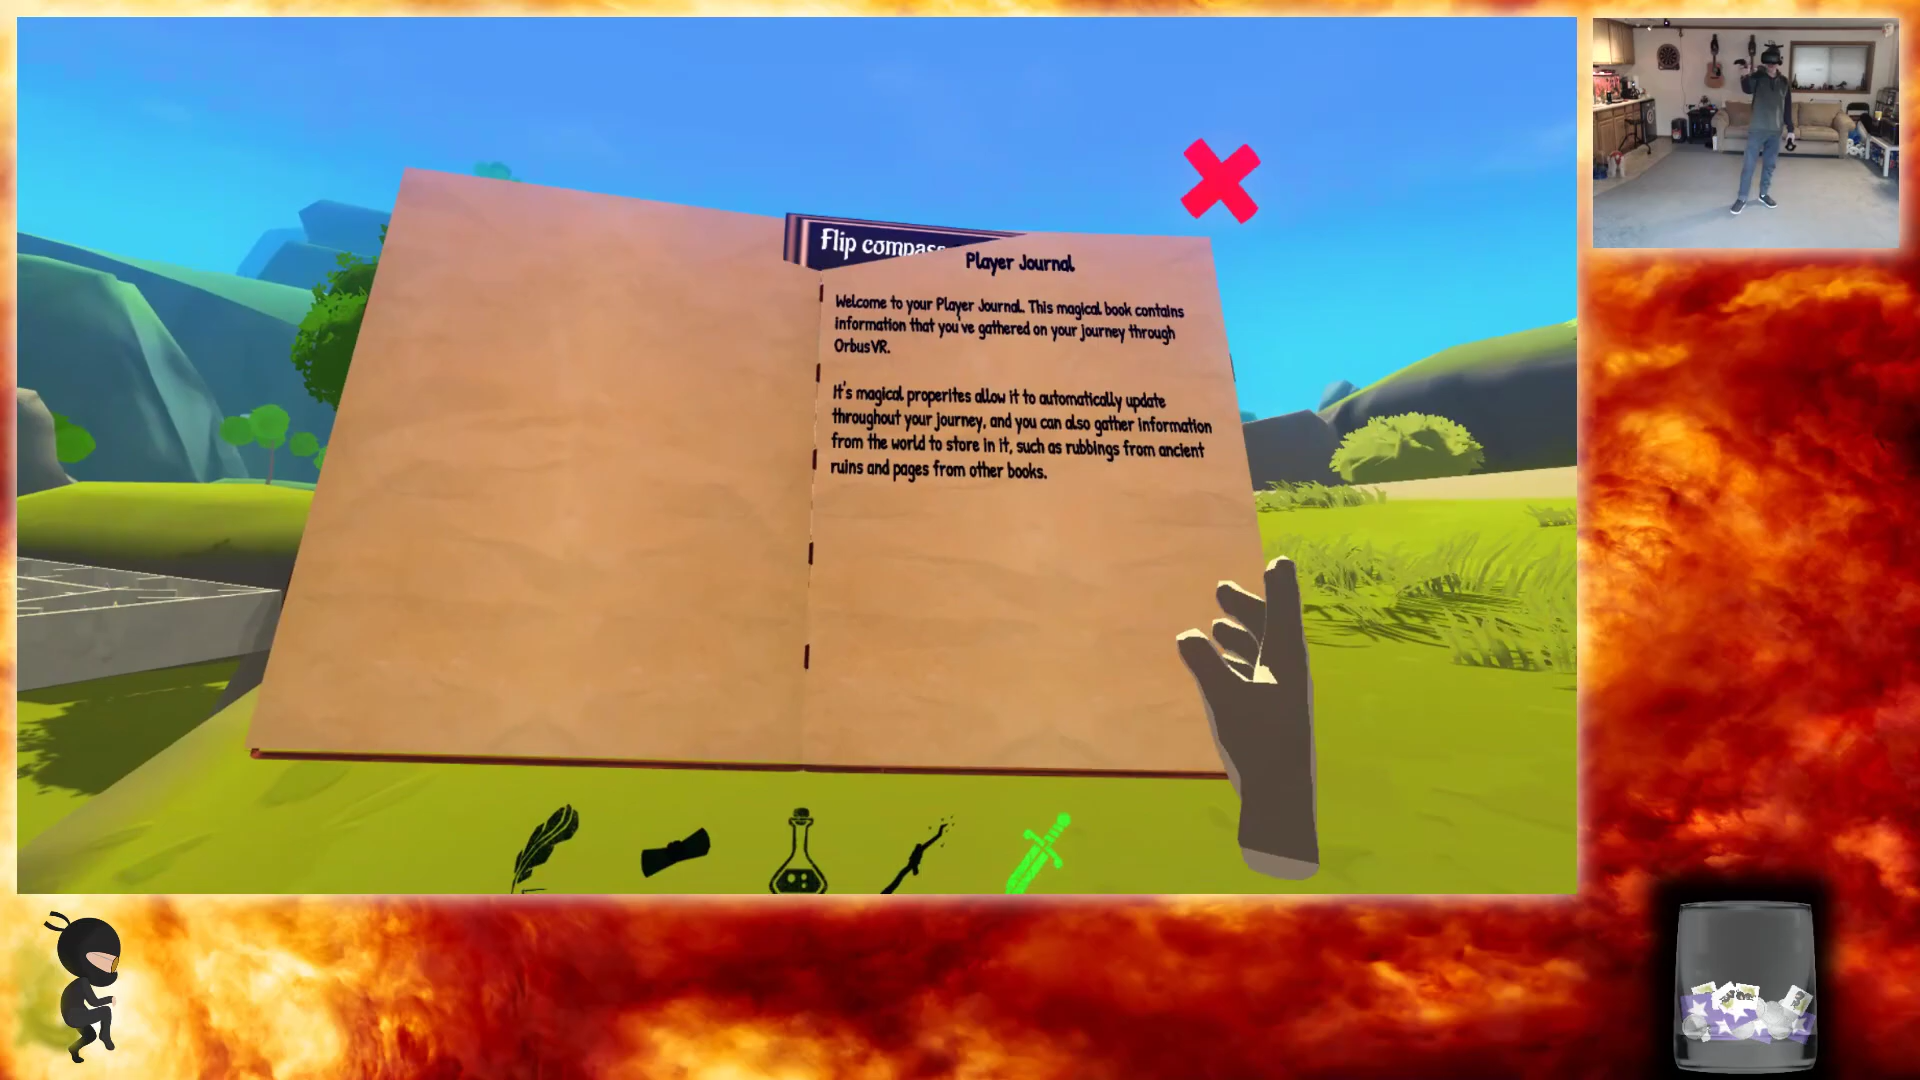 Flip compass
Player Journal
Welcome to your Player Journal. This magical book contains
information that you've gathered on your journey through
OrbusVR.
It's magical properites allow it to automatically update
throughout your journey, and you can also gather information
from the world to store in it, such as rubbings from ancient
ruins and pages from other books.